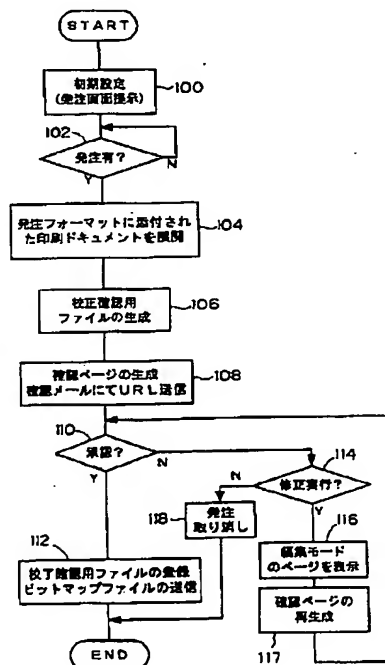 START
初期設定
(発注画面提示)
100
102
発注有?
N
Y
発注フォーマットに添付され
た印刷ドキュメントを展開
104
校正確認用
ファイルの生成
106
確認ページの生成
確認メールにてURL送信
108
110
承認?
N
Y
114
修正実行?
N
Y
118
発注
取り消し
116
編集モード
のページを表示
112
校了確認用ファイルの登録
ビットマップファイルの送信
確認ページの
再生成
117
END